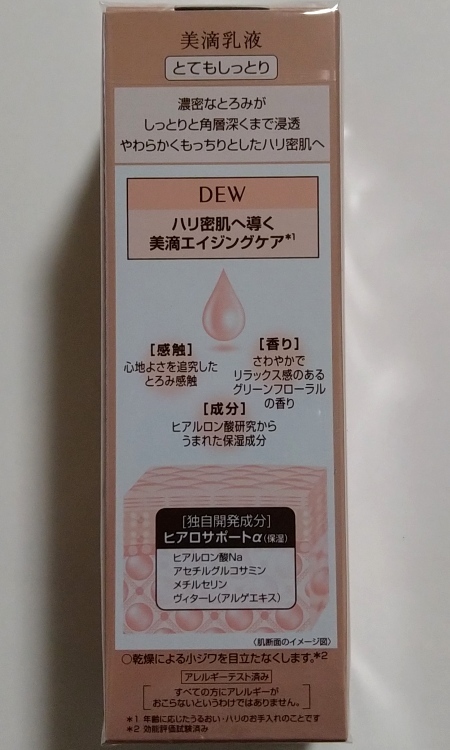 美滴乳液
とてもしっとり
濃密なとろみが
しっとりと角層深くまで浸透
やわらかくもっちりとしたハリ密肌へ
DEW
ハリ密肌へ導く
美滴エイジングケア*1
[感触]
心地よさを追究した
とろみ感触
[香り]
さわやかで
リラックス感のある
グリーンフローラル
の香り
[成分]
ヒアルロン酸研究から
うまれた保湿成分
[独自開発成分]
ヒアロサポートα(保湿)
ヒアルロン酸Na
アセチルグルコサミン
メチルセリン
ヴィターレ(アルゲエキス)
〈肌断面のイメージ図〉
○乾燥による小ジワを目立たなくします。*2
アレルギーテスト済み
[すべての方にアレルギーが
おこらないというわけではありません。]
*1 年齢に応じたうるおい・ハリのお手入れのことです
*2 効能評価試験済み